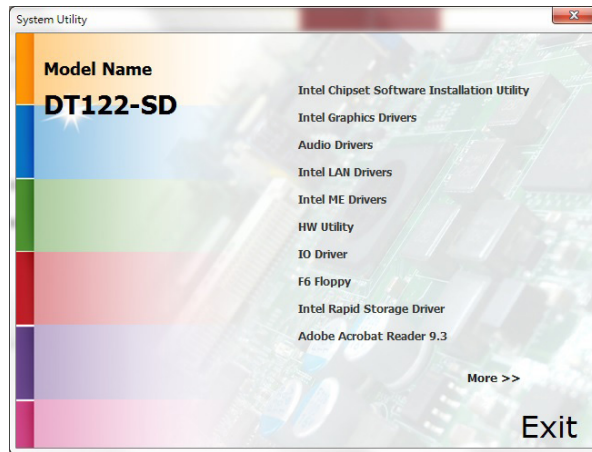 System Utility
Model Name
DT122-SD
Intel Chipset Software Installation Utility
Intel Graphics Drivers
Audio Drivers
Intel LAN Drivers
Intel ME Drivers
HW Utility
IO Driver
F6 Floppy
Intel Rapid Storage Driver
Adobe Acrobat Reader 9.3
More >>
Exit